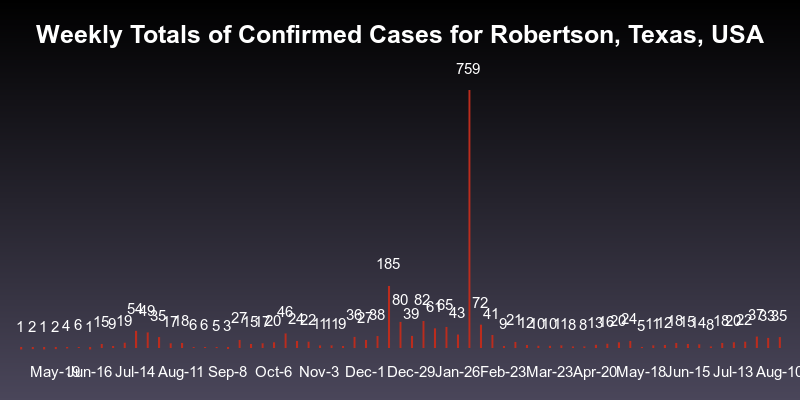 Weekly Totals of Confirmed Cases for Robertson, Texas, USA
759
185
1 2 1 2 4 6 1 15 9 19 54 49 35 17 18 6 6 5 3 27 15 17 20 46 24 22 11 11 9 36 27 38 80 39 82 61 65 43 72 41 9 21 12 10 10 11 8 8 13 16 20 24 5 11 12 18 15 14 8 18 20 22 37 33 35
May-19 Jun-16 Jul-14 Aug-11 Sep-8 Oct-6 Nov-3 Dec-1 Dec-29 Jan-26 Feb-23 Mar-23 Apr-20 May-18 Jun-15 Jul-13 Aug-10